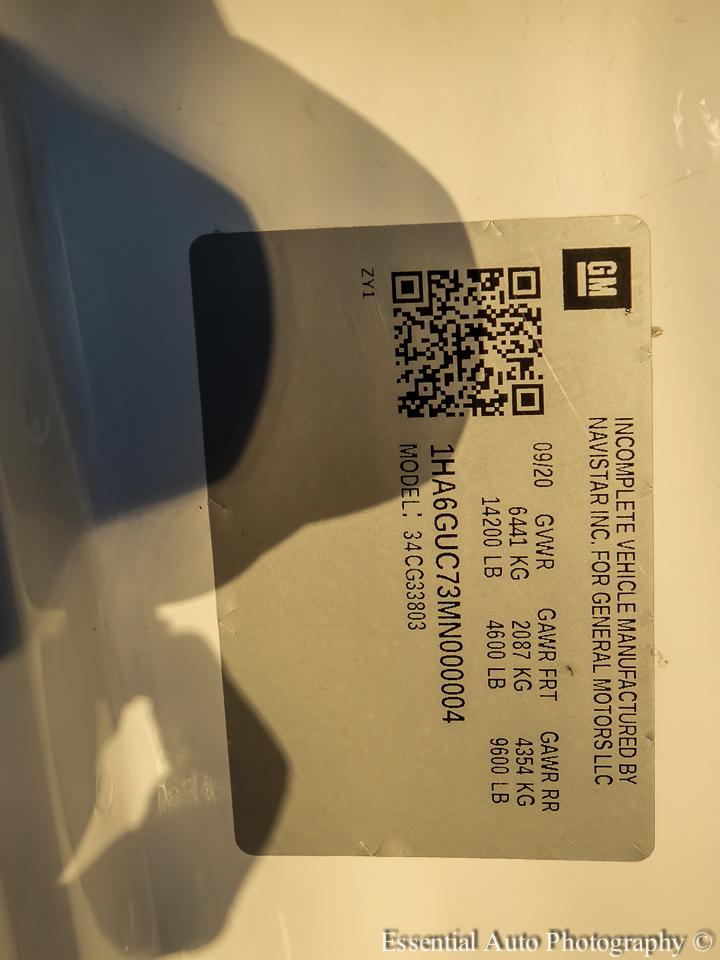 GM
INCOMPLETE VEHICLE MANUFACTURED BY
NAVISTAR INC. FOR GENERAL MOTORS LLC
09/20 GVWR GAWR FRT GAWR RR
6441 KG 2087 KG 4354 KG
14200 LB 4600 LB 9600 LB
1HA6GUC73MN000004
MODEL: 34CG33803
ZY1
Essential Auto Photography ©